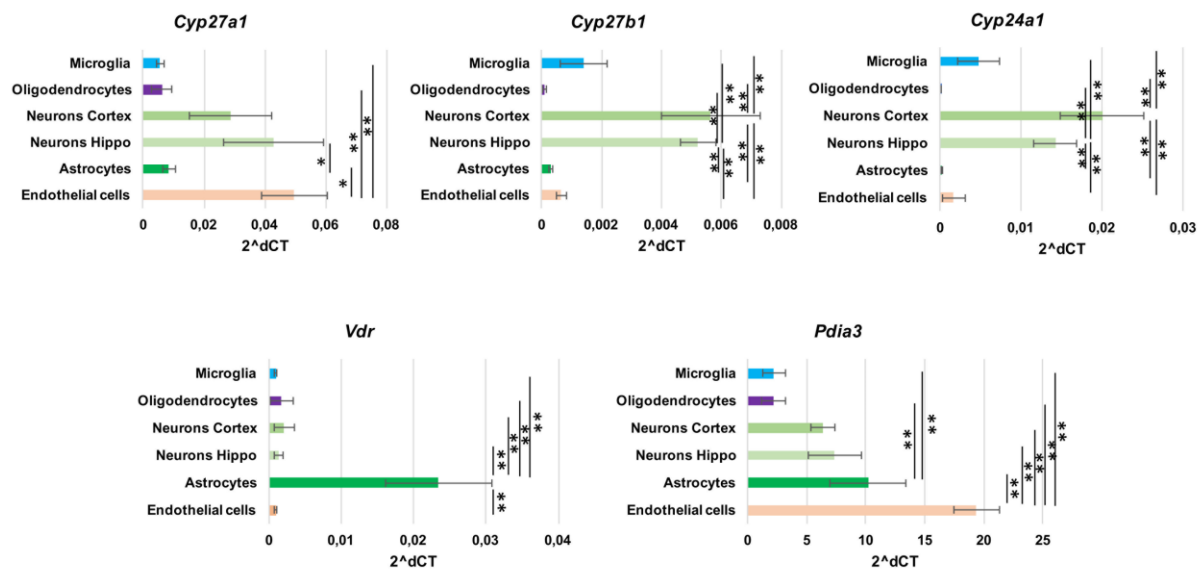 Cyp27a1
Microglia
Oligodendrocytes
Neurons Cortex
Neurons Hippo
Astrocytes
Endothelial cells
0 0,02 0,04 0,06 0,08
2^dCT
** ** * *
Cyp27b1
Microglia
Oligodendrocytes
Neurons Cortex
Neurons Hippo
Astrocytes
Endothelial cells
0 0,002 0,004 0,006 0,008
2^dCT
** ** ** **
** ** ** **
Cyp24a1
Microglia
Oligodendrocytes
Neurons Cortex
Neurons Hippo
Astrocytes
Endothelial cells
0 0,01 0,02 0,03
2^dCT
** ** ** **
** ** ** **
Vdr
Microglia
Oligodendrocytes
Neurons Cortex
Neurons Hippo
Astrocytes
Endothelial cells
0 0,01 0,02 0,03 0,04
2^dCT
** ** ** **
**
Pdia3
Microglia
Oligodendrocytes
Neurons Cortex
Neurons Hippo
Astrocytes
Endothelial cells
0 5 10 15 20 25
2^dCT
** **
** ** ** ** **